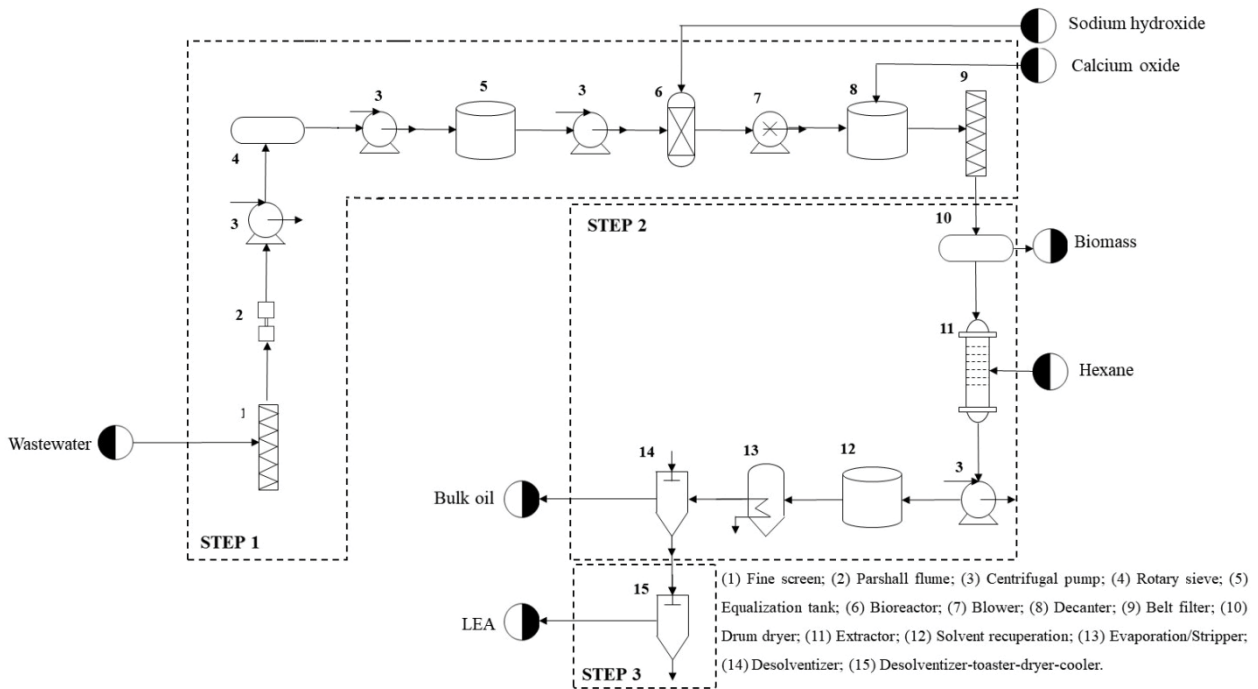 Sodium hydroxide
Calcium oxide
3
5
3
6
7
8
9
4
3
STEP 2
10
Biomass
2
11
Hexane
1
Wastewater
14
13
12
3
Bulk oil
STEP 1
15
LEA
STEP 3
(1) Fine screen; (2) Parshall flume; (3) Centrifugal pump; (4) Rotary sieve; (5)
Equalization tank; (6) Bioreactor; (7) Blower; (8) Decanter; (9) Belt filter; (10)
Drum dryer; (11) Extractor; (12) Solvent recuperation; (13) Evaporation/Stripper;
(14) Desolventizer; (15) Desolventizer-toaster-dryer-cooler.